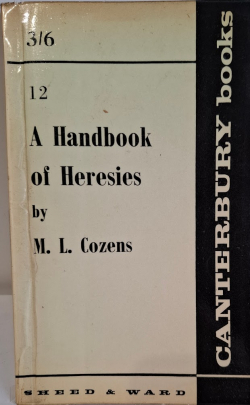 3/6
12
A Handbook
of Heresies
by
M. L. Cozens
SHEED & WARD
CANTERBURY books